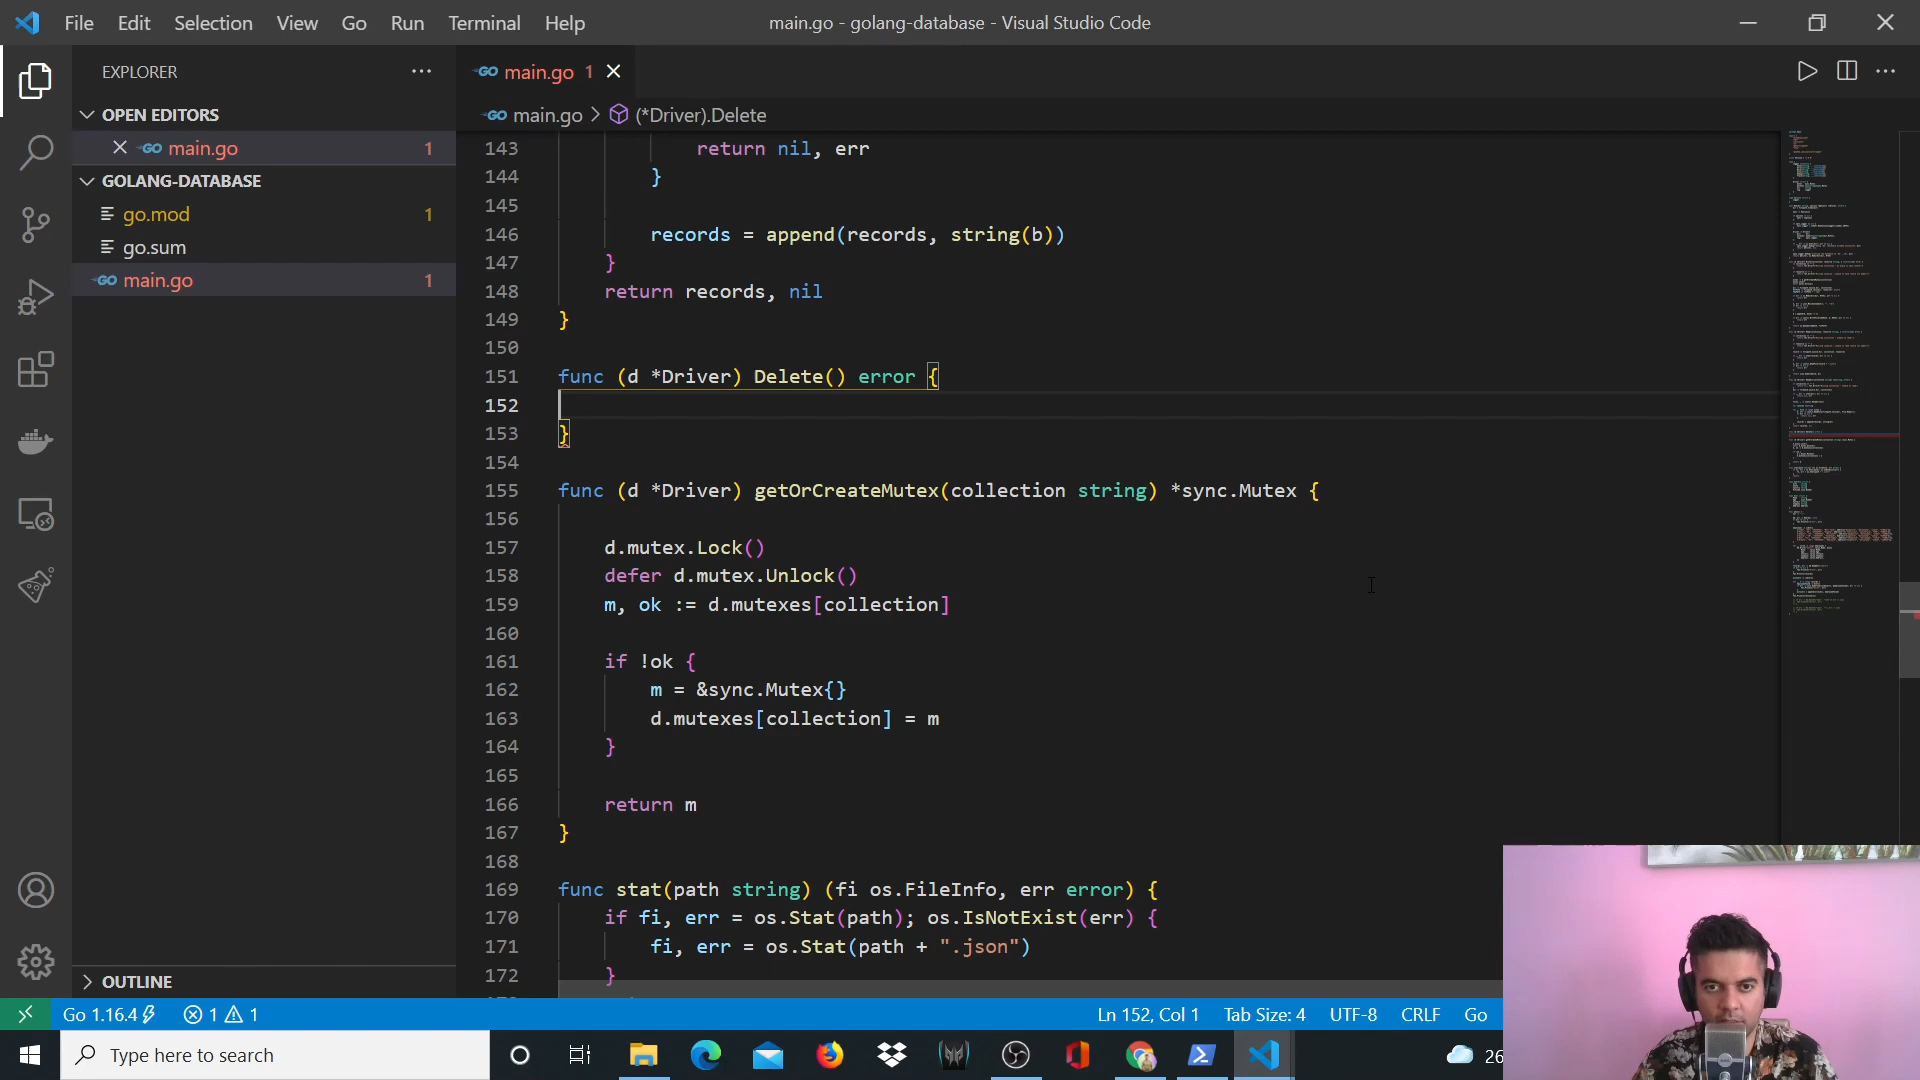 File Edit Selection View Go Run Terminal Help
main.go - golang-database - Visual Studio Code
EXPLORER
OPEN EDITORS
main.go 1
GOLANG-DATABASE
go.mod 1
go.sum
main.go 1
OUTLINE
main.go 1
main.go > (*Driver).Delete
143 return nil, err
144 }
145
146 records = append(records, string(b))
147 }
148 return records, nil
149 }
150
151 func (d *Driver) Delete() error {
152
153 }
154
155 func (d *Driver) getOrCreateMutex(collection string) *sync.Mutex {
156
157 d.mutex.Lock()
158 defer d.mutex.Unlock()
159 m, ok := d.mutexes[collection]
160
161 if !ok {
162 m = &sync.Mutex{}
163 d.mutexes[collection] = m
164 }
165
166 return m
167 }
168
169 func stat(path string) (fi os.FileInfo, err error) {
170 if fi, err = os.Stat(path); os.IsNotExist(err) {
171 fi, err = os.Stat(path + ".json")
172 }
Go 1.16.4 1 1 Ln 152, Col 1 Tab Size: 4 UTF-8 CRLF Go
Type here to search
26